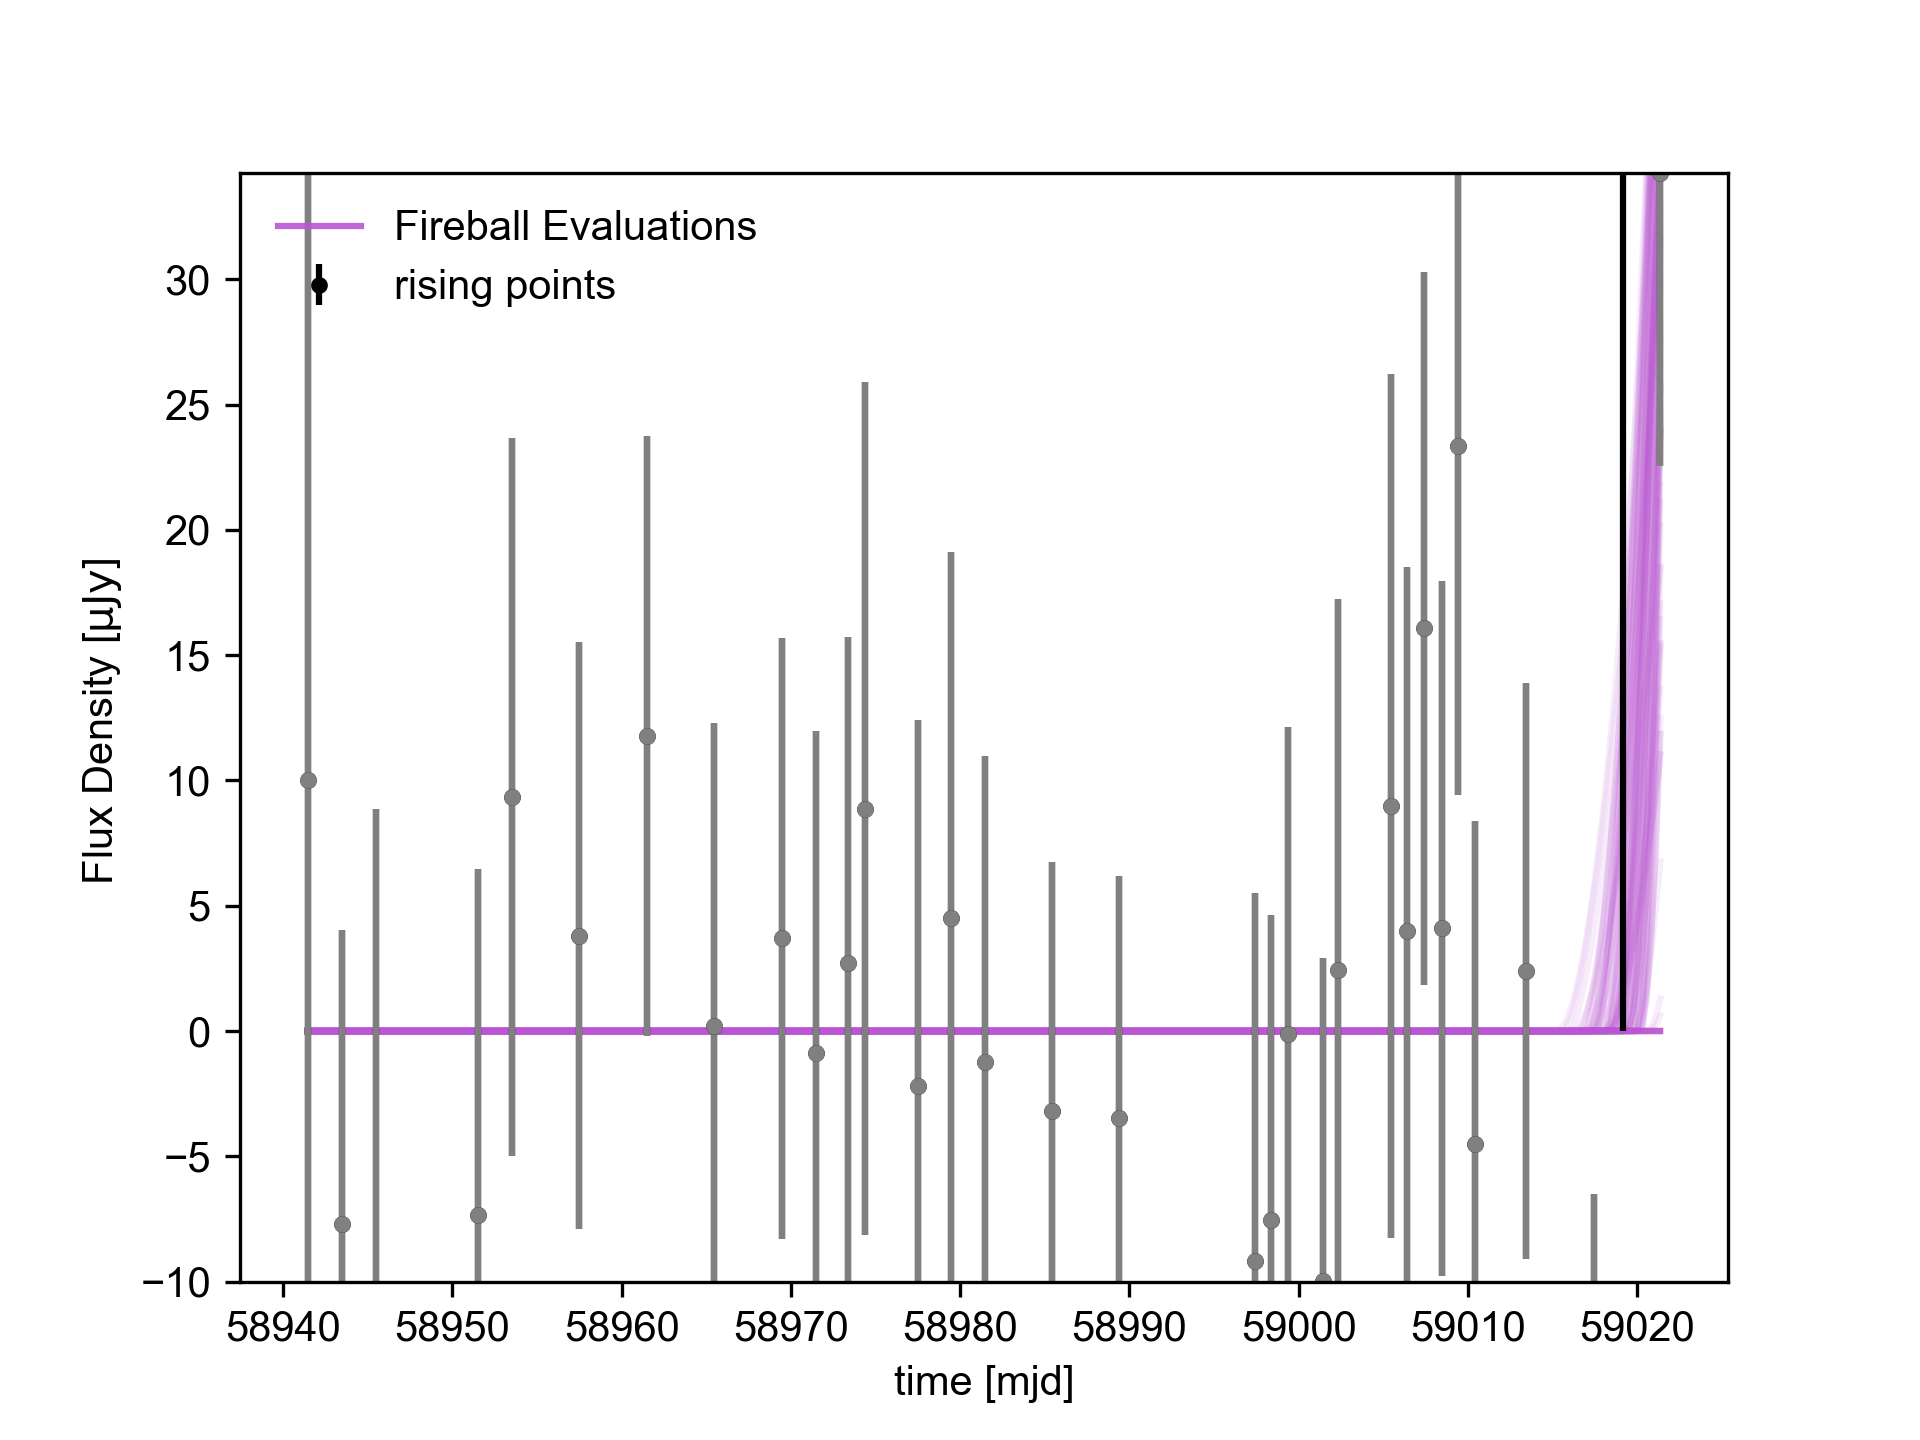 Fireball Evaluations
rising points
30
25
20
15
10
5
0
−5
−10
Flux Density [µJy]
58940 58950 58960 58970 58980 58990 59000 59010 59020
time [mjd]